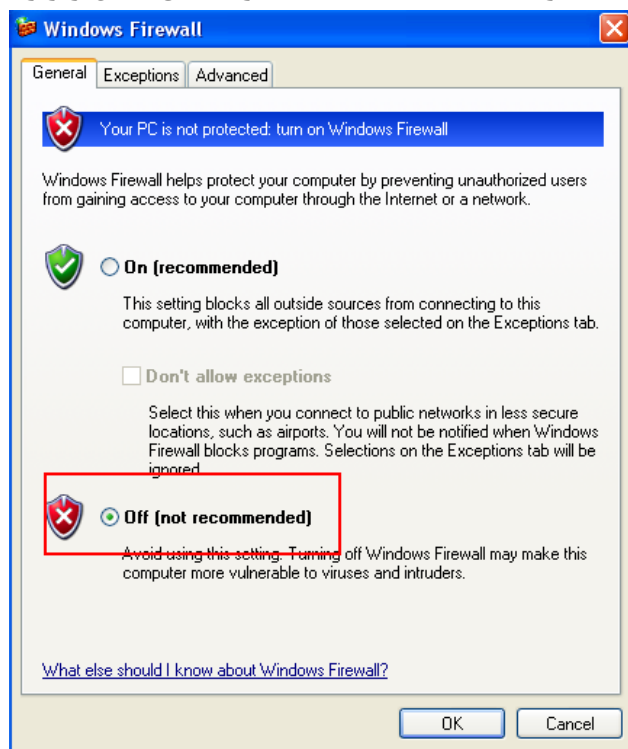 Windows Firewall
General Exceptions Advanced
Your PC is not protected: turn on Windows Firewall
Windows Firewall helps protect your computer by preventing unauthorized users
from gaining access to your computer through the Internet or a network.
On (recommended)
This setting blocks all outside sources from connecting to this
computer, with the exception of those selected on the Exceptions tab.
Don't allow exceptions
Select this when you connect to public networks in less secure
locations, such as airports. You will not be notified when Windows
Firewall blocks programs. Selections on the Exceptions tab will be
ignored.
Off (not recommended)
Avoid using this setting. Turning off Windows Firewall may make this
computer more vulnerable to viruses and intruders.
What else should I know about Windows Firewall?
OK Cancel